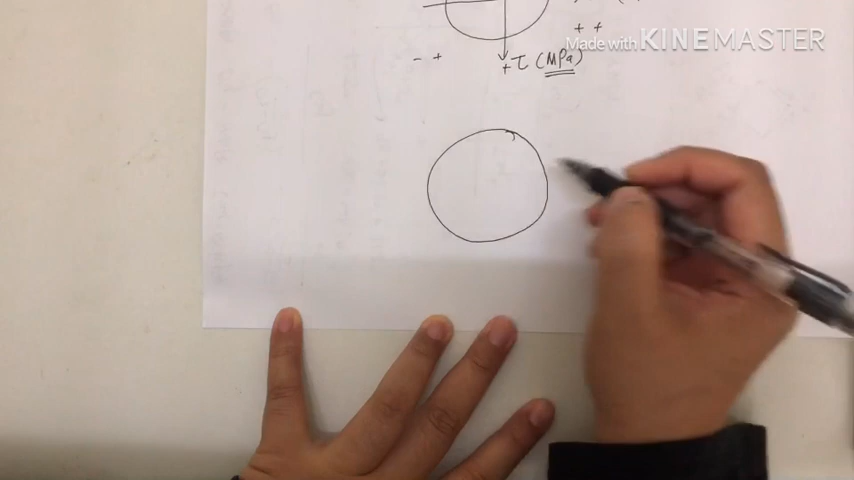 + +
Made with KINEMASTER
- +
+ τ (MPa)